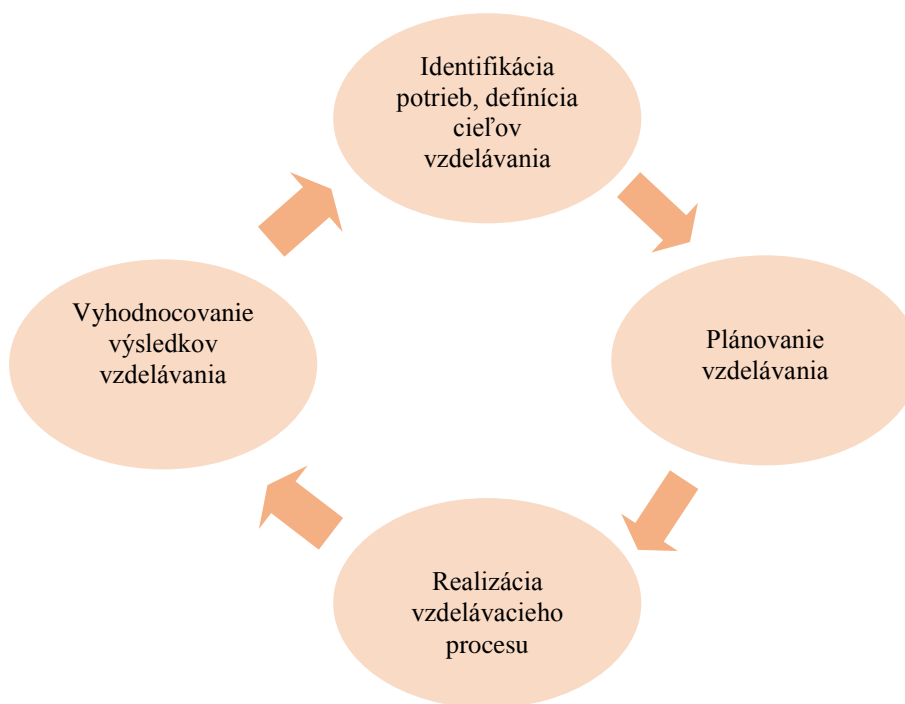 Identifikácia
potrieb, definícia
cieľov
vzdelávania
Plánovanie
vzdelávania
Realizácia
vzdelávacieho
procesu
Vyhodnocovanie
výsledkov
vzdelávania